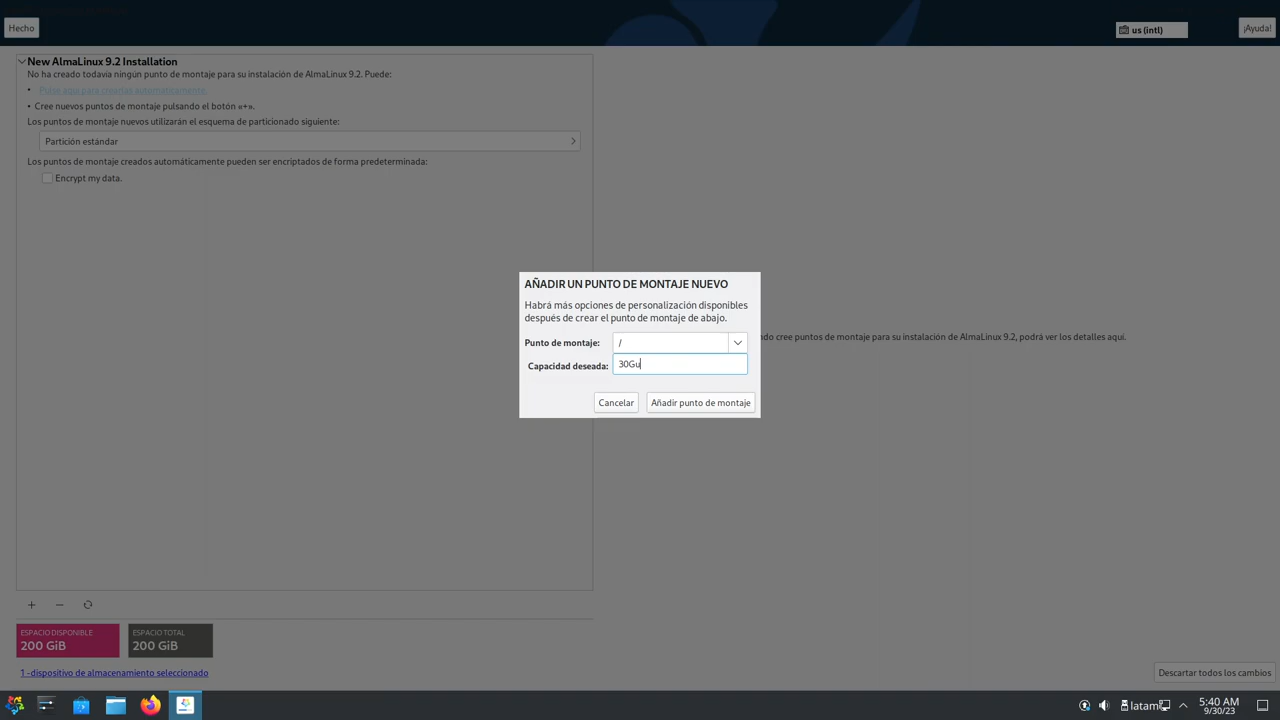 Hecho
us (intl)
¡Ayuda!
New AlmaLinux 9.2 Installation
No ha creado todavía ningún punto de montaje para su instalación de AlmaLinux 9.2. Puede:
• Pulse aquí para crearlas automáticamente.
• Cree nuevos puntos de montaje pulsando el botón «+».
Los puntos de montaje nuevos utilizarán el esquema de particionado siguiente:
Partición estándar
Los puntos de montaje creados automáticamente pueden ser encriptados de forma predeterminada:
Encrypt my data.
AÑADIR UN PUNTO DE MONTAJE NUEVO
Habrá más opciones de personalización disponibles
después de crear el punto de montaje de abajo.
Punto de montaje: /
Capacidad deseada: 30Gu
Cancelar
Añadir punto de montaje
ndo cree puntos de montaje para su instalación de AlmaLinux 9.2, podrá ver los detalles aquí.
ESPACIO DISPONIBLE
200 GiB
ESPACIO TOTAL
200 GiB
1 -dispositivo de almacenamiento seleccionado
Descartar todos los cambios
latam
5:40 AM
9/30/23